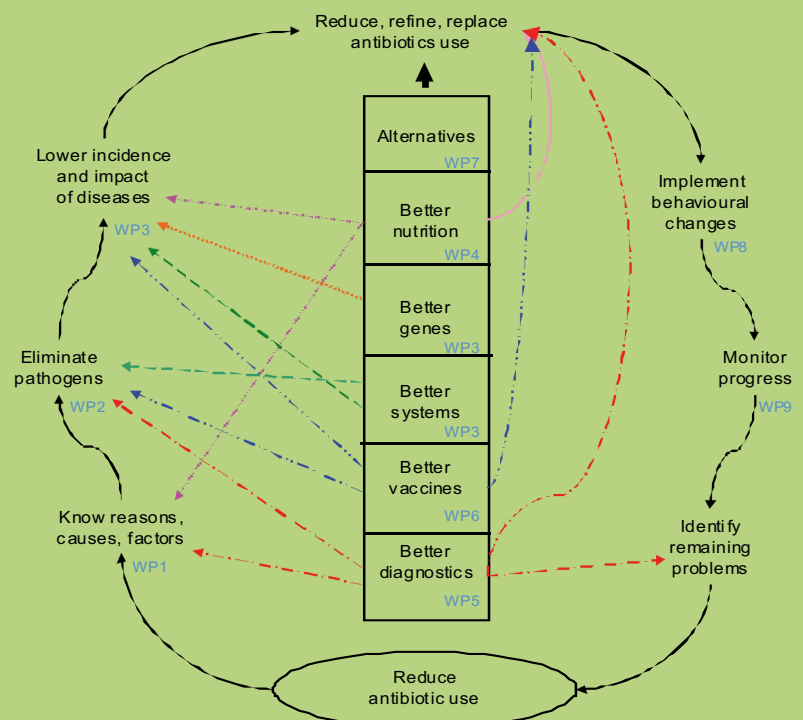 Reduce, refine, replace
antibiotics use
Alternatives
WP7
Lower incidence
and impact
of diseases
WP3
Better
nutrition
WP4
Implement
behavioural
changes
WP8
Better
genes
WP3
Eliminate
pathogens
WP2
Better
systems
WP3
Monitor
progress
WP9
Better
vaccines
WP6
Know reasons,
causes, factors
WP1
Better
diagnostics
WP5
Identify
remaining
problems
Reduce
antibiotic use